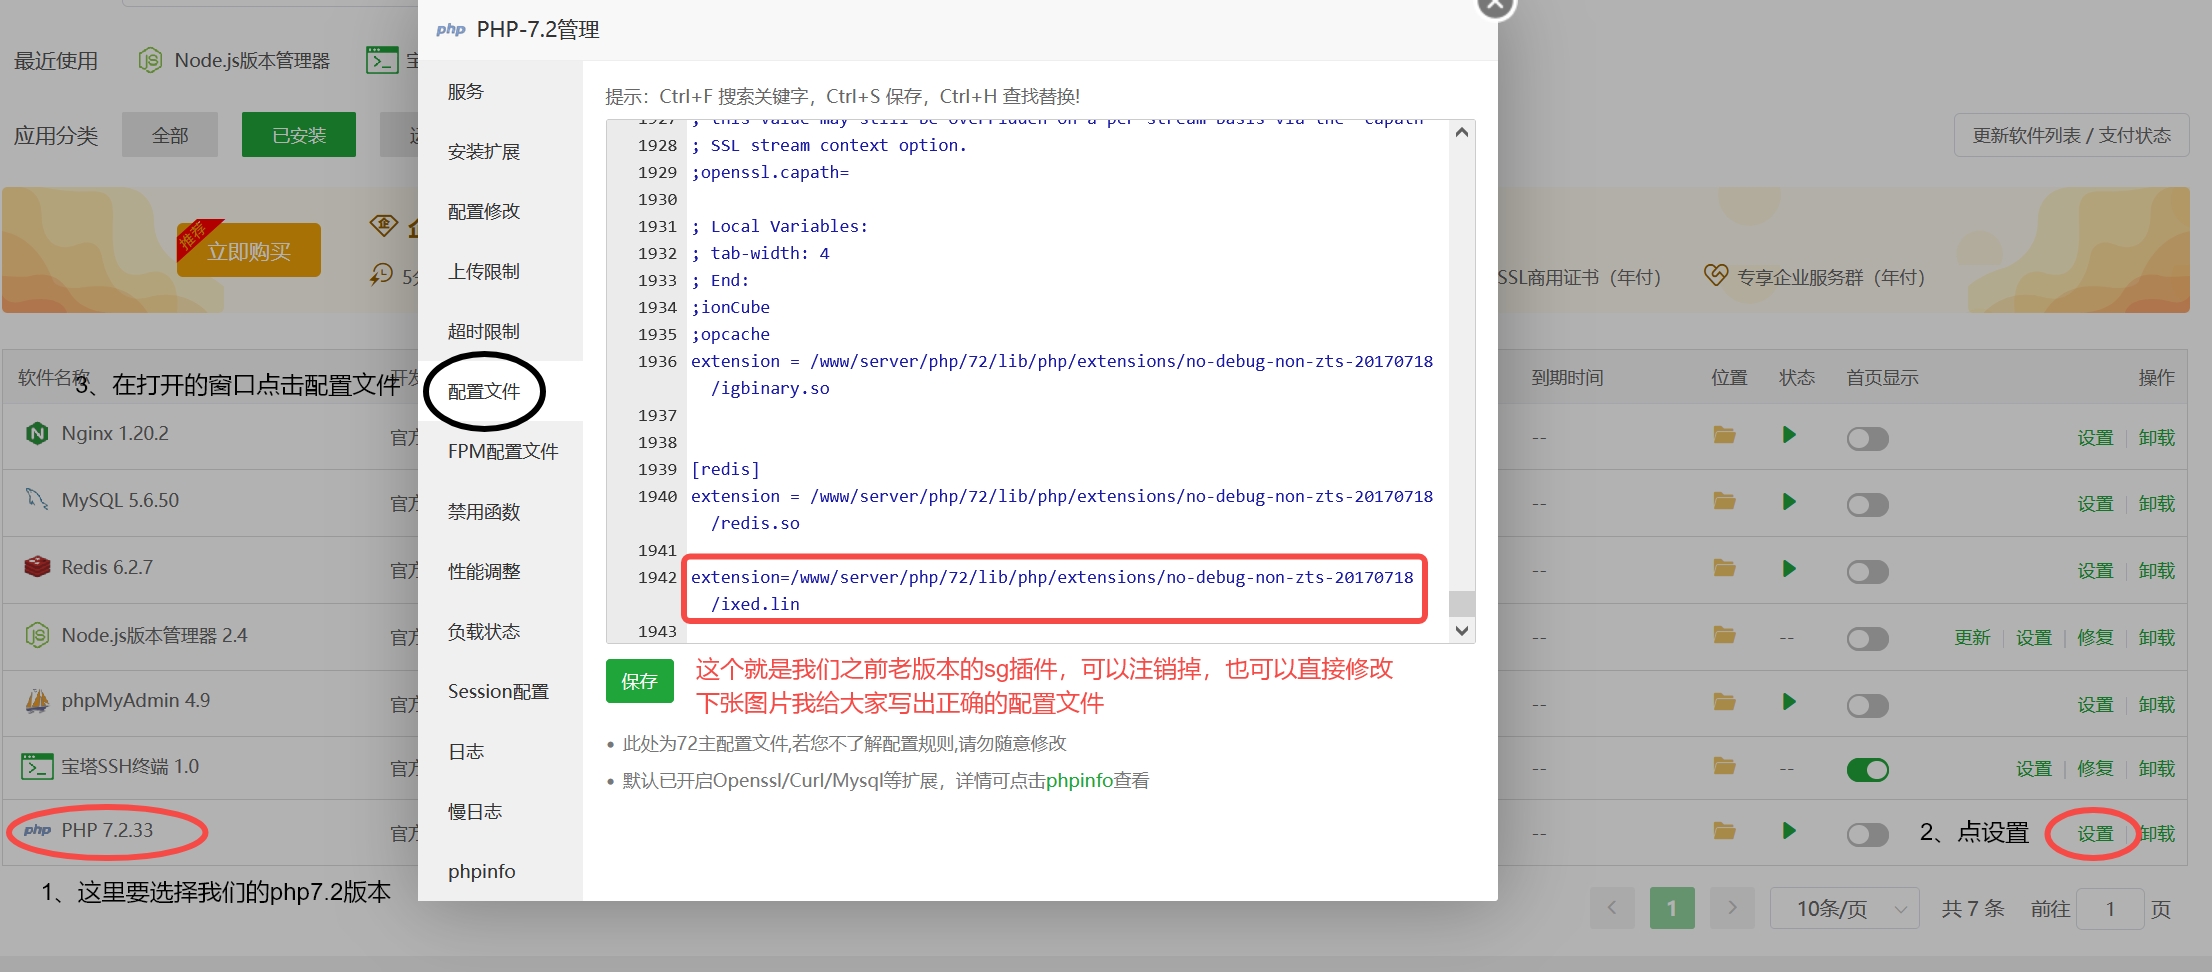 php PHP-7.2管理
最近使用 Node.js版本管理器
应用分类 全部 已安装
更新软件列表 / 支付状态
推荐
立即购买
企
SSL商用证书（年付） 专享企业服务群（年付）
服务
安装扩展
配置修改
上传限制
超时限制
配置文件
FPM配置文件
禁用函数
性能调整
负载状态
Session配置
日志
慢日志
phpinfo
提示：Ctrl+F 搜索关键字，Ctrl+S 保存，Ctrl+H 查找替换!
1927 ; this value may still be overridden on a per-stream basis via the "capath"
1928 ; SSL stream context option.
1929 ;openssl.capath=
1930
1931 ; Local Variables:
1932 ; tab-width: 4
1933 ; End:
1934 ;ionCube
1935 ;opcache
1936 extension = /www/server/php/72/lib/php/extensions/no-debug-non-zts-20170718
/igbinary.so
1937
1938
1939 [redis]
1940 extension = /www/server/php/72/lib/php/extensions/no-debug-non-zts-20170718
/redis.so
1941
1942 extension=/www/server/php/72/lib/php/extensions/no-debug-non-zts-20170718
/ixed.lin
1943
保存
这个就是我们之前老版本的sg插件，可以注销掉，也可以直接修改
下张图片我给大家写出正确的配置文件
此处为72主配置文件,若您不了解配置规则,请勿随意修改
默认已开启Openssl/Curl/Mysql等扩展，详情可点击phpinfo查看
软件名称 到期时间 位置 状态 首页显示 操作
3、在打开的窗口点击配置文件
Nginx 1.20.2 官方 -- 设置 卸载
MySQL 5.6.50 官方 -- 设置 卸载
Redis 6.2.7 官方 -- 设置 卸载
Node.js版本管理器 2.4 官方 -- -- 更新 设置 修复 卸载
phpMyAdmin 4.9 官方 -- 设置 卸载
宝塔SSH终端 1.0 官方 -- -- 设置 修复 卸载
php PHP 7.2.33 官方 -- 2、点设置 设置 卸载
1、这里要选择我们的php7.2版本
1 10条/页 共 7 条 前往 1 页